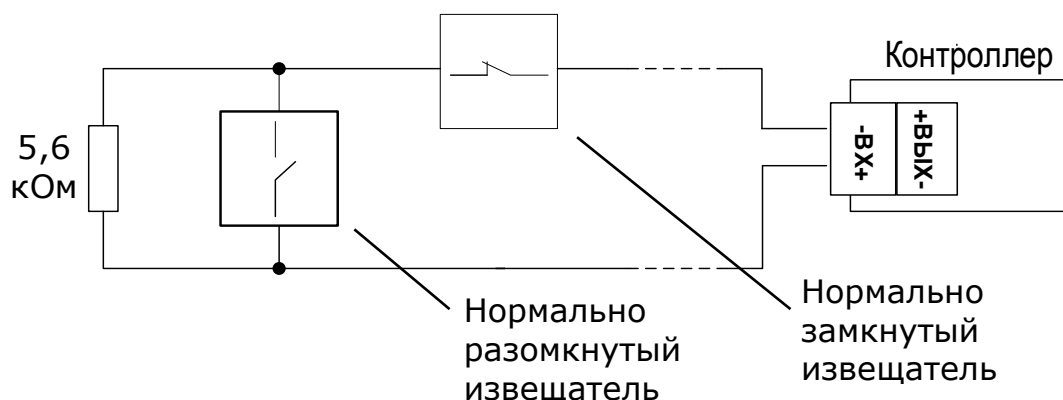 Контроллер
5,6
кОм
-ВХ+
+ВЫХ-
Нормально
разомкнутый
извещатель
Нормально
замкнутый
извещатель